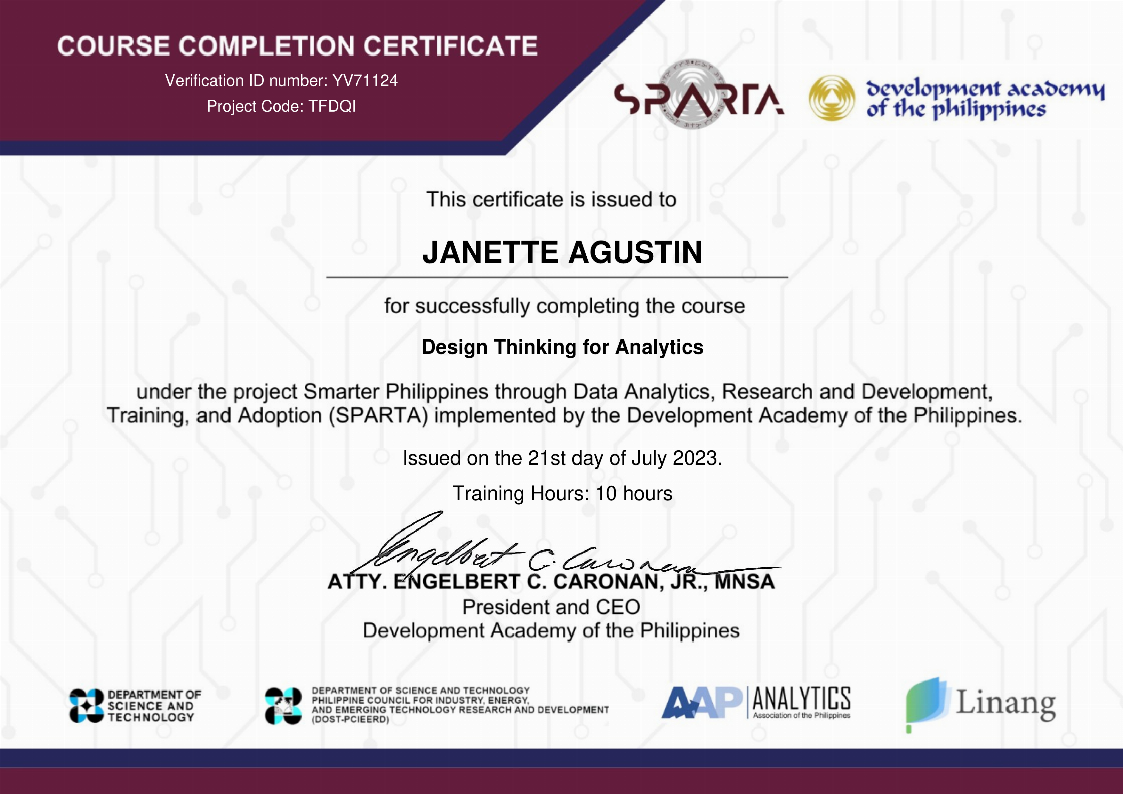 COURSE COMPLETION CERTIFICATE
Verification ID number: YV71124
Project Code: TFDQI
SPARTA
development academy
of the philippines
This certificate is issued to
JANETTE AGUSTIN
for successfully completing the course
Design Thinking for Analytics
under the project Smarter Philippines through Data Analytics, Research and Development,
Training, and Adoption (SPARTA) implemented by the Development Academy of the Philippines.
Issued on the 21st day of July 2023.
Training Hours: 10 hours
Engelbert C. Caronan
ATTY. ENGELBERT C. CARONAN, JR., MNSA
President and CEO
Development Academy of the Philippines
DEPARTMENT OF
SCIENCE AND
TECHNOLOGY
DEPARTMENT OF SCIENCE AND TECHNOLOGY
PHILIPPINE COUNCIL FOR INDUSTRY, ENERGY,
AND EMERGING TECHNOLOGY RESEARCH AND DEVELOPMENT
(DOST-PCIEERD)
AAP ANALYTICS
Association of the Philippines
Linang